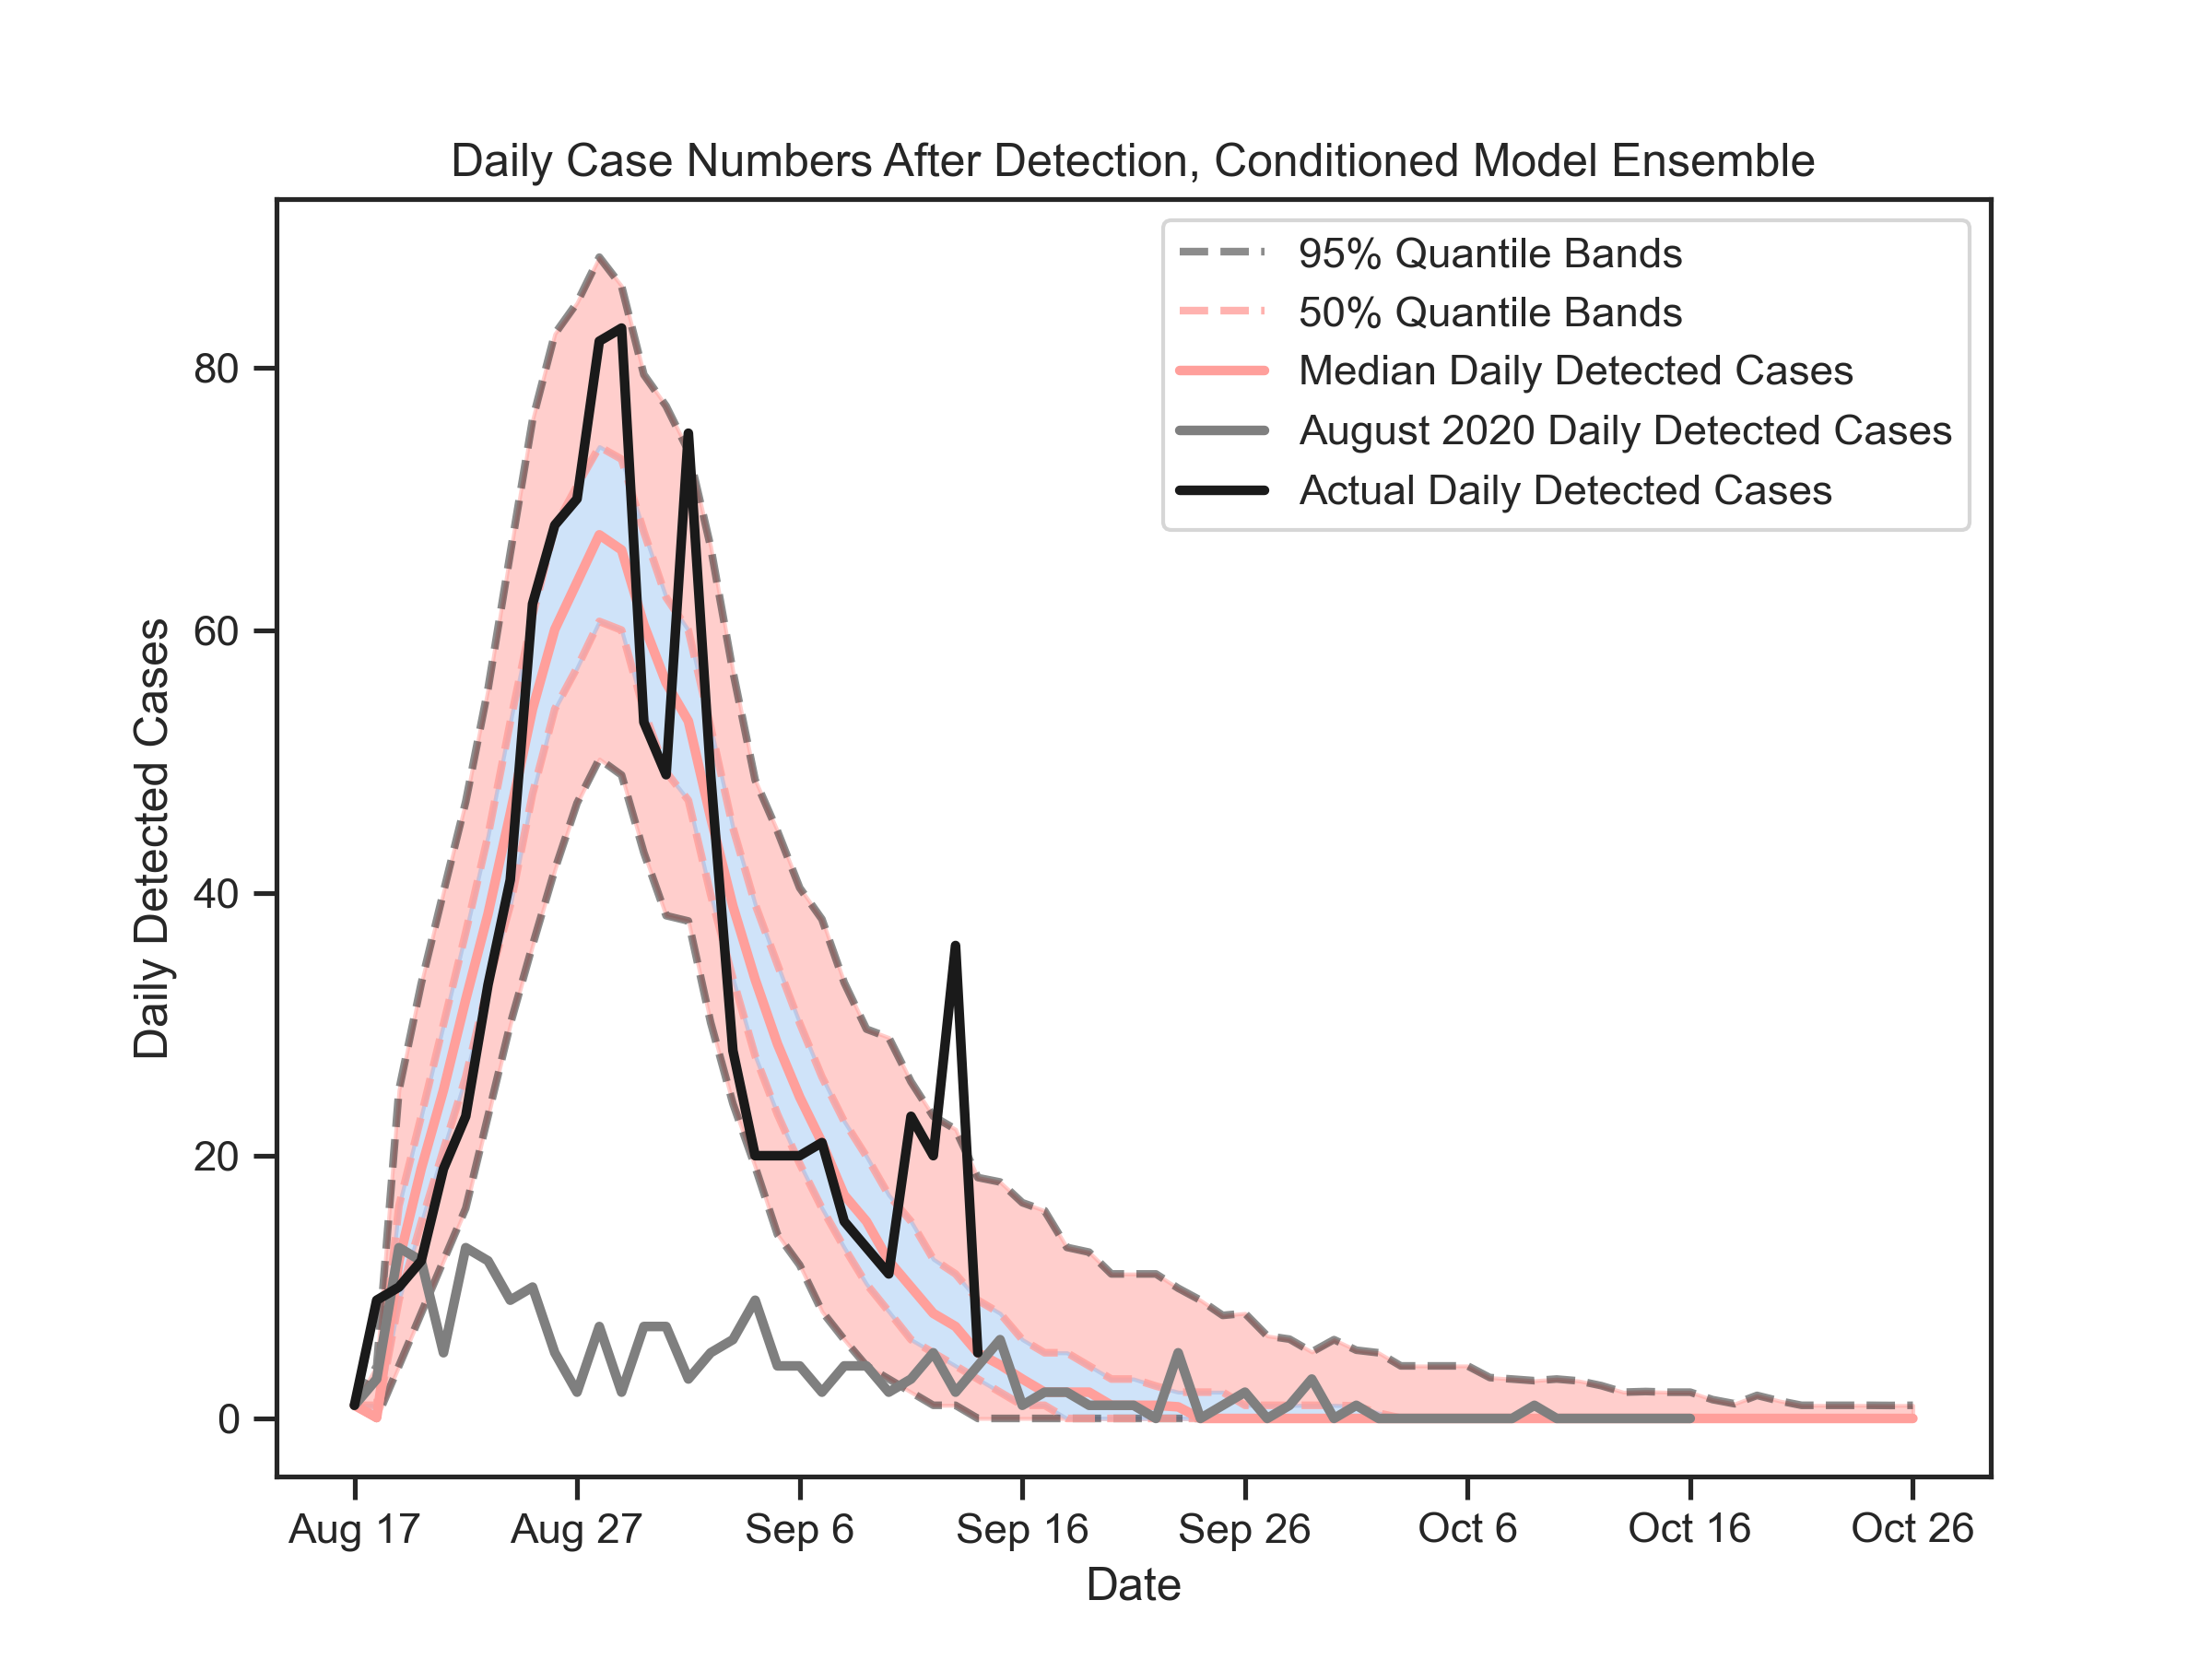 Daily Case Numbers After Detection, Conditioned Model Ensemble
95% Quantile Bands
50% Quantile Bands
Median Daily Detected Cases
August 2020 Daily Detected Cases
Actual Daily Detected Cases
Daily Detected Cases
80
60
40
20
0
Aug 17 Aug 27 Sep 6 Sep 16 Sep 26 Oct 6 Oct 16 Oct 26
Date